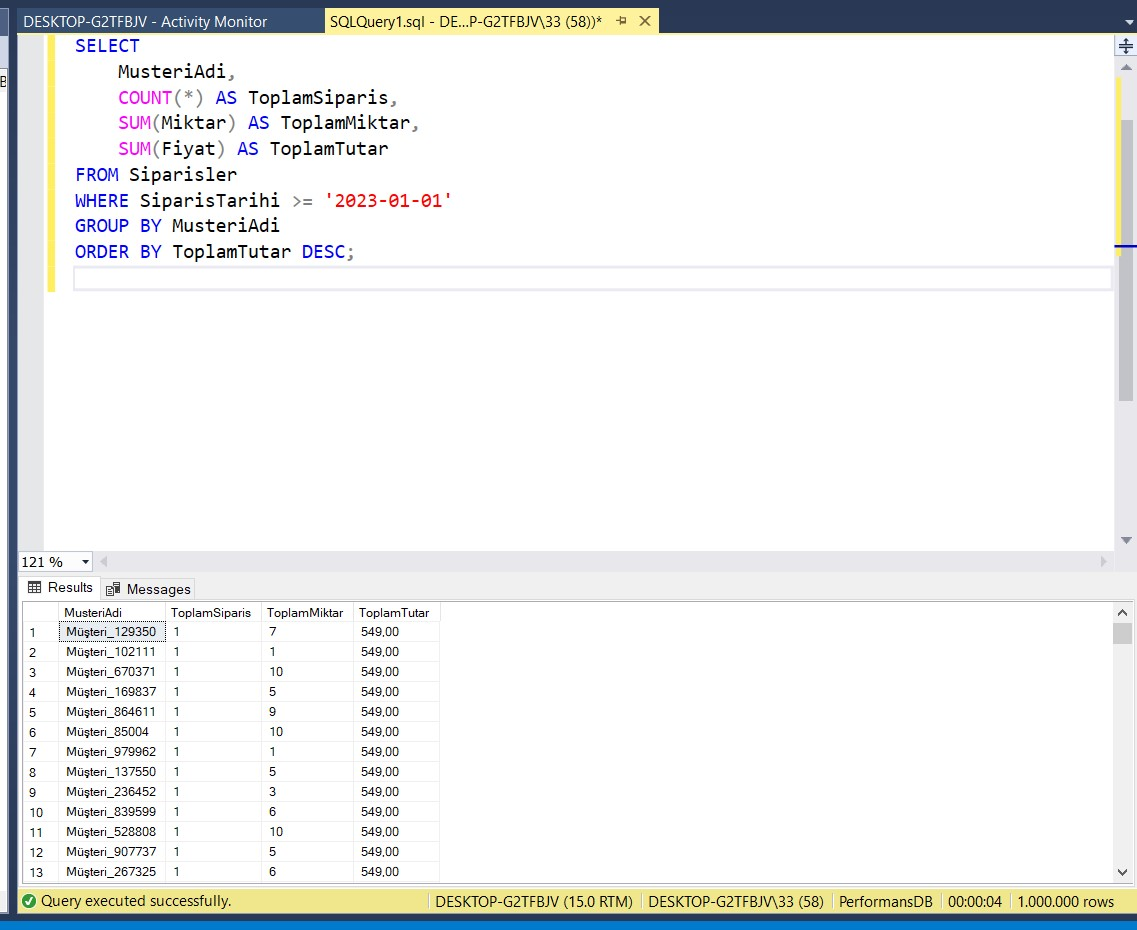 DESKTOP-G2TFBJV - Activity Monitor SQLQuery1.sql - DE...P-G2TFBJV\33 (58))*
SELECT
MusteriAdi,
COUNT(*) AS ToplamSiparis,
SUM(Miktar) AS ToplamMiktar,
SUM(Fiyat) AS ToplamTutar
FROM Siparisler
WHERE SiparisTarihi >= '2023-01-01'
GROUP BY MusteriAdi
ORDER BY ToplamTutar DESC;
121 %
Results Messages
MusteriAdi ToplamSiparis ToplamMiktar ToplamTutar
1 Müşteri_129350 1 7 549,00
2 Müşteri_102111 1 1 549,00
3 Müşteri_670371 1 10 549,00
4 Müşteri_169837 1 5 549,00
5 Müşteri_864611 1 9 549,00
6 Müşteri_85004 1 10 549,00
7 Müşteri_979962 1 1 549,00
8 Müşteri_137550 1 5 549,00
9 Müşteri_236452 1 3 549,00
10 Müşteri_839599 1 6 549,00
11 Müşteri_528808 1 10 549,00
12 Müşteri_907737 1 5 549,00
13 Müşteri_267325 1 6 549,00
Query executed successfully. DESKTOP-G2TFBJV (15.0 RTM) DESKTOP-G2TFBJV\33 (58) PerformansDB 00:00:04 1.000.000 rows